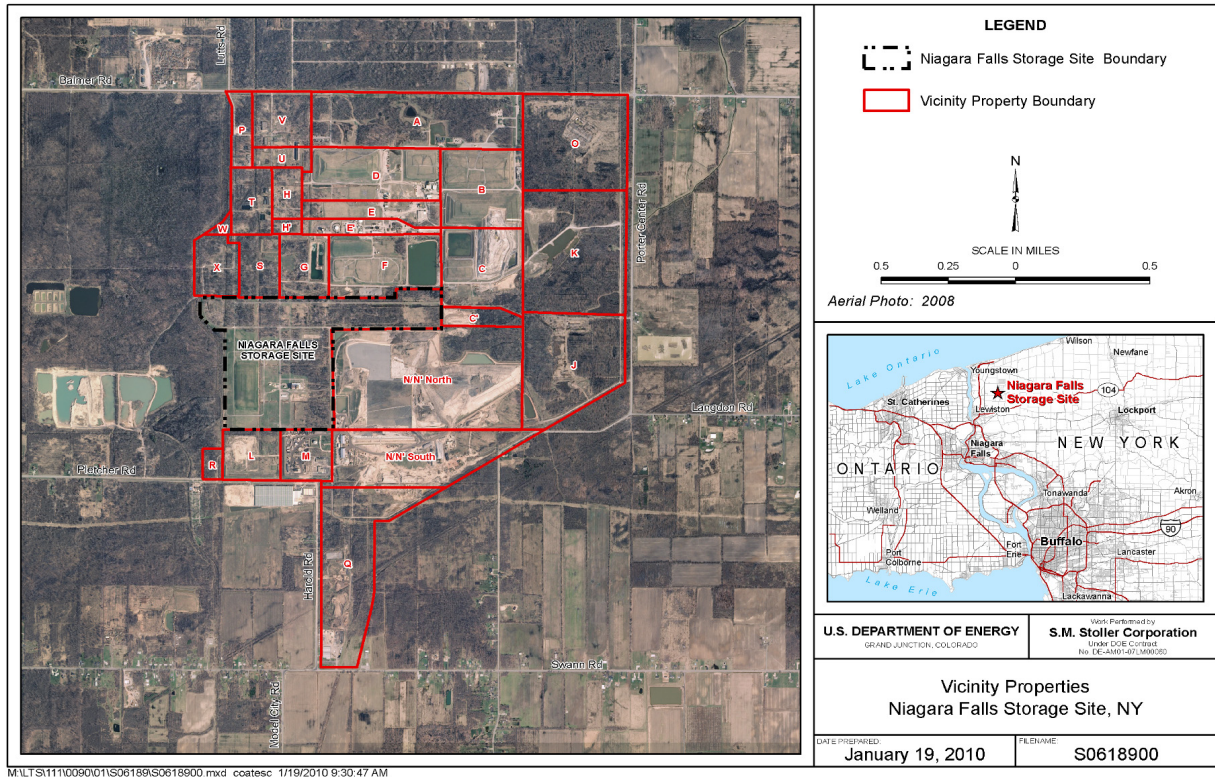 Balmer Rd
Lutts Rd
P
V
A
O
U
D
B
T
H
E
W
H'
E'
K
X
S
G
F
C
Potter Center Rd
C'
NIAGARA FALLS
STORAGE SITE
N/N' North
J
Langdon Rd
R
L
M
N/N' South
Pletcher Rd
Q
Harold Rd
Swann Rd
Model City Rd
LEGEND
Niagara Falls Storage Site Boundary
Vicinity Property Boundary
N
SCALE IN MILES
0.5 0 0.5
Aerial Photo: 2008
Lake Ontario
Wilson
Youngstown
Newfane
Niagara Falls
Storage Site
104
St. Catherines
Lewiston
Lockport
Niagara
Falls
NEW YORK
ONTARIO
Tonawanda
Akron
Welland
90
Buffalo
Fort
Erie
Lancaster
Port
Colborne
Lake Erie
Lackawanna
U.S. DEPARTMENT OF ENERGY
GRAND JUNCTION, COLORADO
Work Performed by
S.M. Stoller Corporation
Under DOE Contract
No. DE-AM01-07LM00060
Vicinity Properties
Niagara Falls Storage Site, NY
DATE PREPARED:
January 19, 2010
FILENAME:
S0618900
M:\LTS\111\0090\01\S06189\S0618900.mxd coatesc 1/19/2010 9:30:47 AM